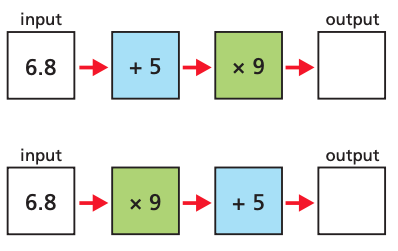 input output
6.8 + 5 × 9
input output
6.8 × 9 + 5